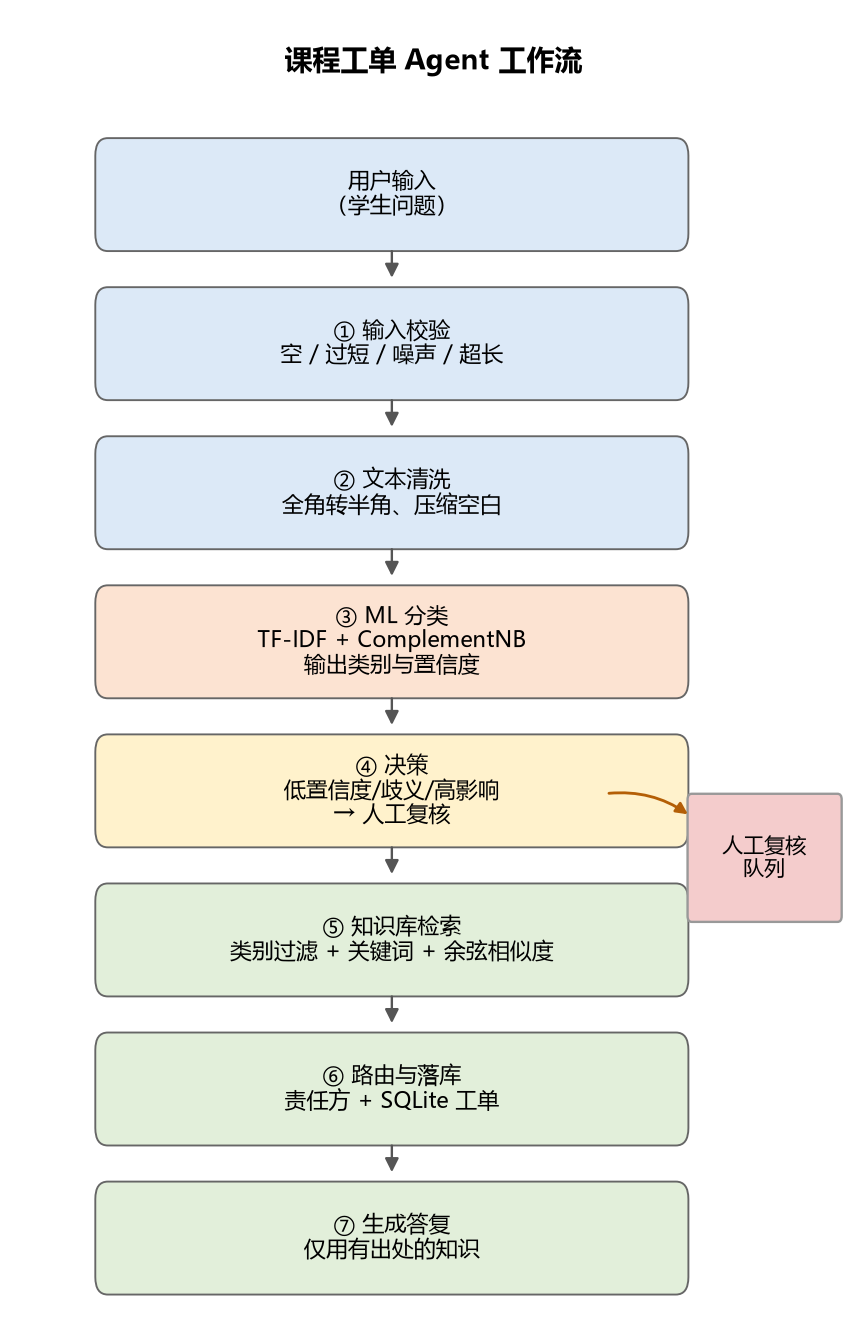 课程工单 Agent 工作流
用户输入
（学生问题）
① 输入校验
空 / 过短 / 噪声 / 超长
② 文本清洗
全角转半角、压缩空白
③ ML 分类
TF-IDF + ComplementNB
输出类别与置信度
④ 决策
低置信度/歧义/高影响
→ 人工复核
人工复核
队列
⑤ 知识库检索
类别过滤 + 关键词 + 余弦相似度
⑥ 路由与落库
责任方 + SQLite 工单
⑦ 生成答复
仅用有出处的知识